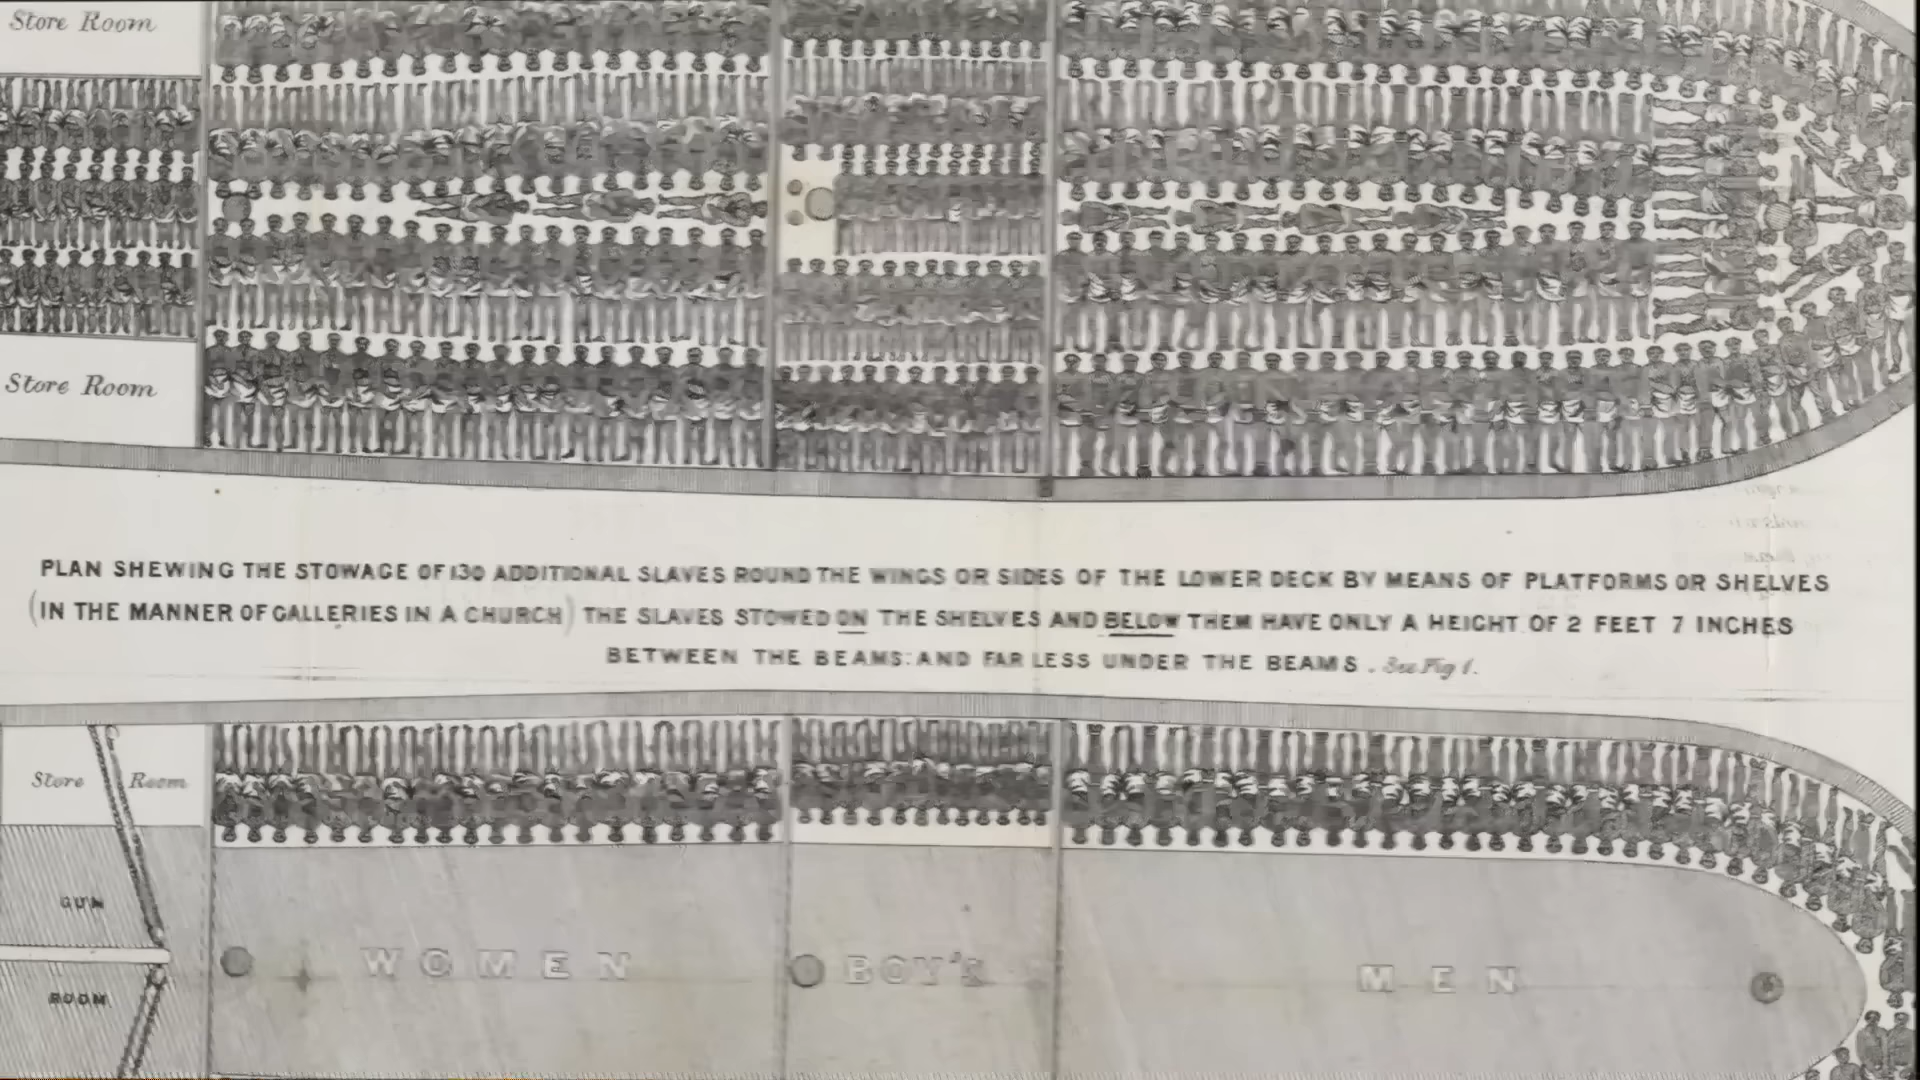 Store Room
Store Room
PLAN SHEWING THE STOWAGE OF 130 ADDITIONAL SLAVES ROUND THE WINGS OR SIDES OF THE LOWER DECK BY MEANS OF PLATFORMS OR SHELVES
(IN THE MANNER OF GALLERIES IN A CHURCH) THE SLAVES STOWED ON THE SHELVES AND BELOW THEM HAVE ONLY A HEIGHT OF 2 FEET 7 INCHES
BETWEEN THE BEAMS: AND FAR LESS UNDER THE BEAMS. See Fig 1.
Store Room
GUN
ROOM
WOMEN
BOY'S
MEN